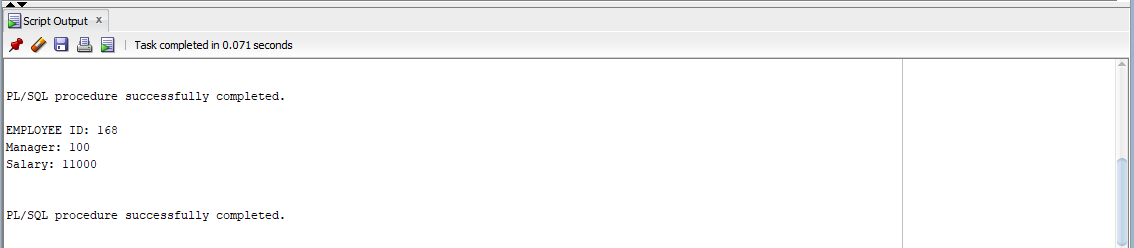 Script Output x
Task completed in 0.071 seconds
PL/SQL procedure successfully completed.
EMPLOYEE ID: 168
Manager: 100
Salary: 11000
PL/SQL procedure successfully completed.